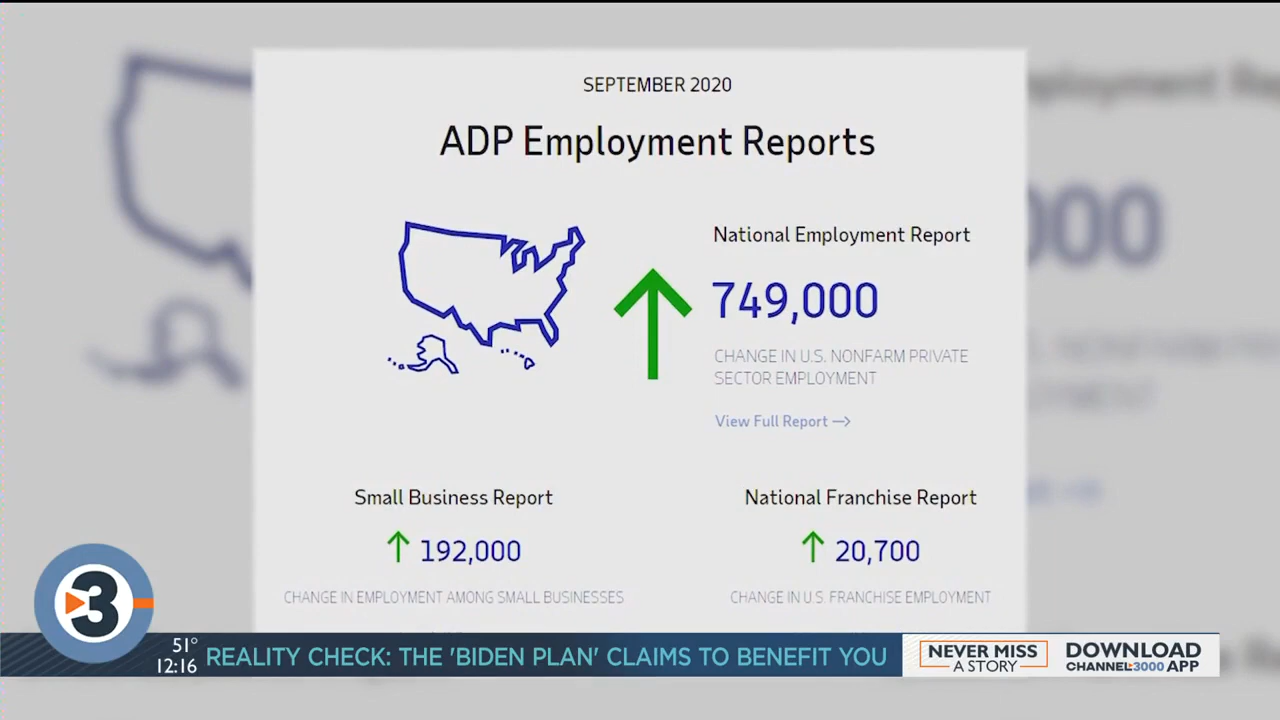 SEPTEMBER 2020
ADP Employment Reports
National Employment Report
749,000
CHANGE IN U.S. NONFARM PRIVATE
SECTOR EMPLOYMENT
View Full Report →
Small Business Report
National Franchise Report
↑ 192,000
↑ 20,700
CHANGE IN EMPLOYMENT AMONG SMALL BUSINESSES
CHANGE IN U.S. FRANCHISE EMPLOYMENT
3
51°
12:16
REALITY CHECK: THE 'BIDEN PLAN' CLAIMS TO BENEFIT YOU
NEVER MISS
A STORY
DOWNLOAD
CHANNEL3000 APP